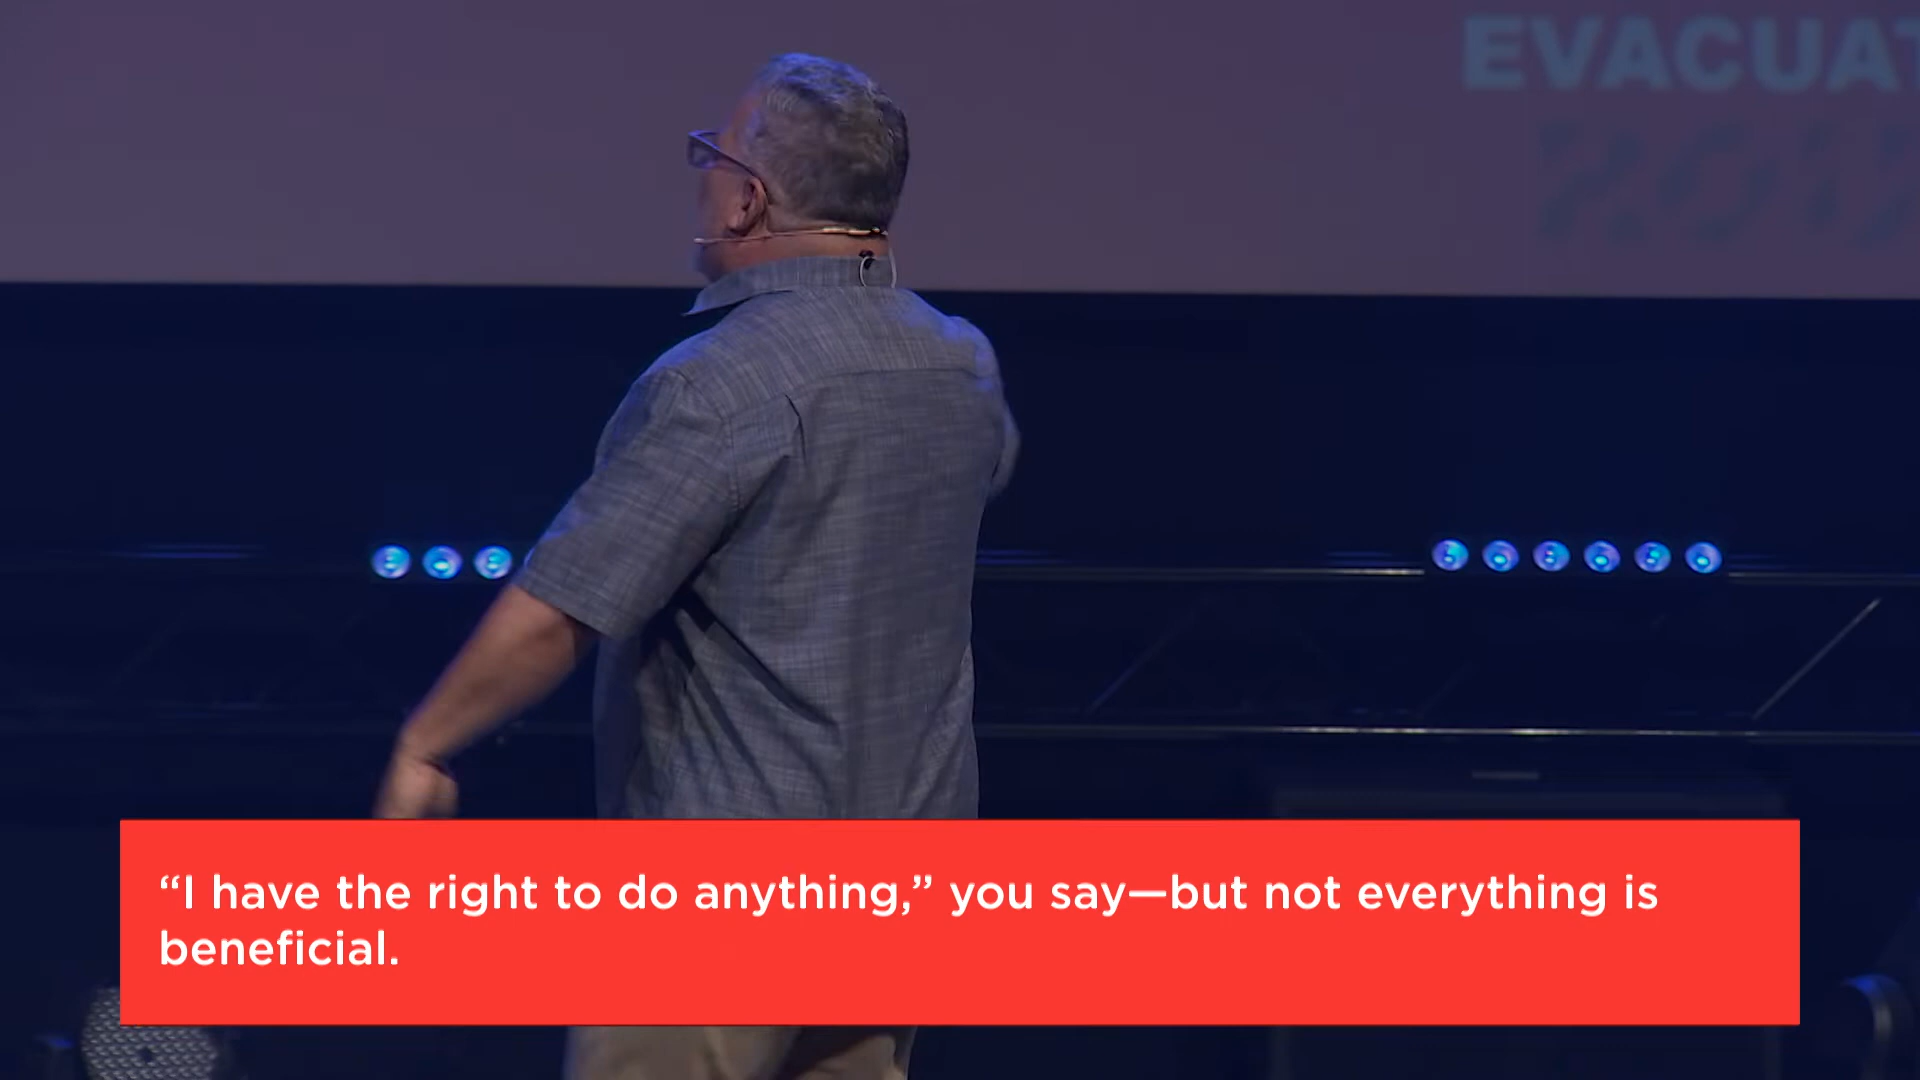 EVACUAT
“I have the right to do anything,” you say—but not everything is
beneficial.